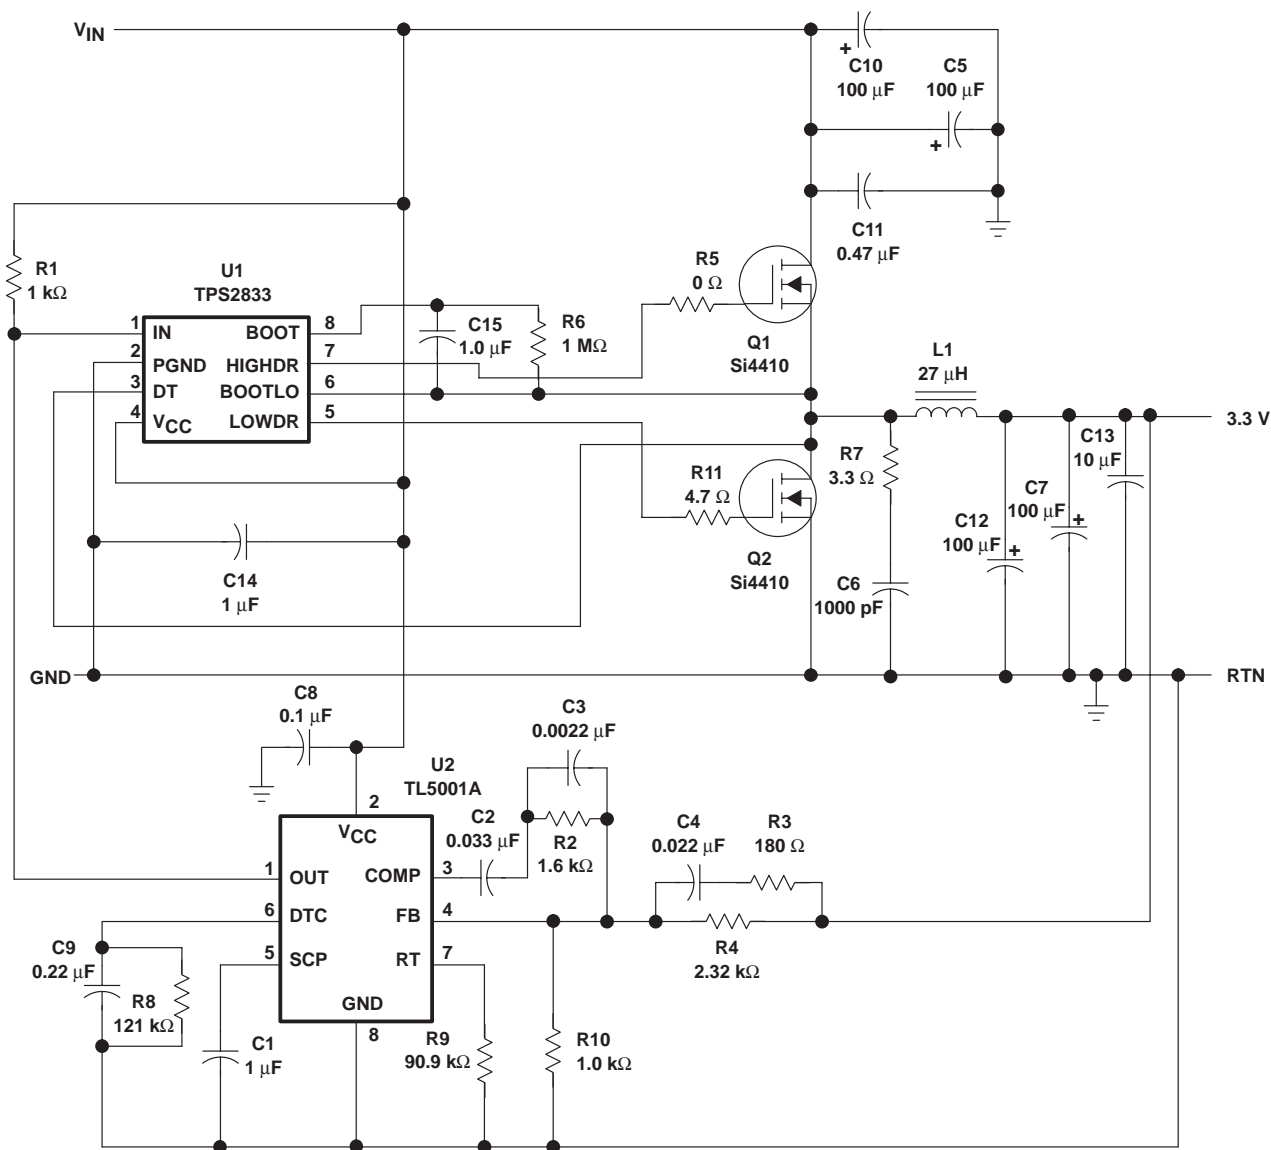 VIN
+
C10
100 μF
C5
100 μF
+
C11
0.47 μF
R1
1 kΩ
U1
TPS2833
1 IN
2 PGND
3 DT
4 VCC
BOOT 8
HIGHDR 7
BOOTLO 6
LOWDR 5
C15
1.0 μF
R6
1 MΩ
R5
0 Ω
Q1
Si4410
L1
27 μH
3.3 V
R11
4.7 Ω
Q2
Si4410
R7
3.3 Ω
C6
1000 pF
C12
100 μF
+
C7
100 μF
+
C13
10 μF
C14
1 μF
GND
RTN
C8
0.1 μF
U2
TL5001A
2
VCC
1 OUT
6 DTC
5 SCP
COMP 3
FB 4
RT 7
GND
8
C3
0.0022 μF
C2
0.033 μF
R2
1.6 kΩ
C4
0.022 μF
R3
180 Ω
R4
2.32 kΩ
C9
0.22 μF
R8
121 kΩ
C1
1 μF
R9
90.9 kΩ
R10
1.0 kΩ